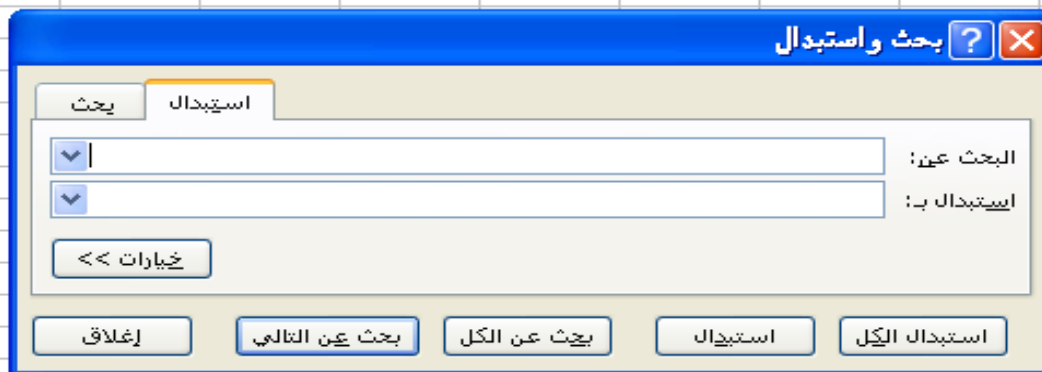 بحث واستبدال
بحث استبدال
البحث عن:
استبدال بـ:
خيارات >>
استبدال الكل استبدال بحث عن الكل بحث عن التالي إغلاق